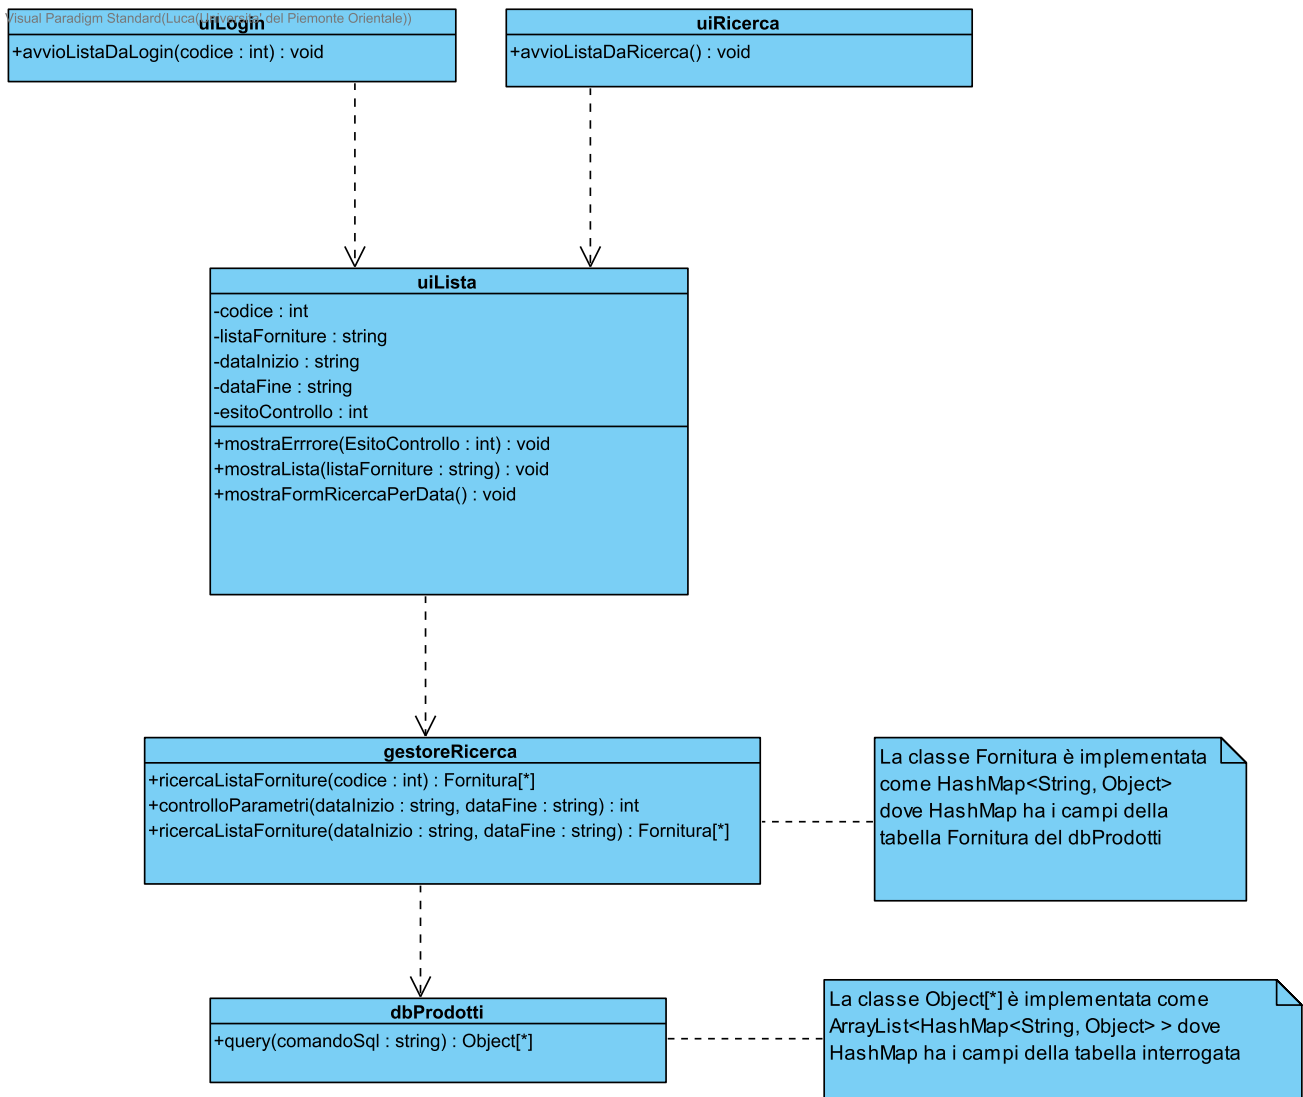 Visual Paradigm Standard(Luca(Universita' del Piemonte Orientale))
uiLogin
+avvioListaDaLogin(codice : int) : void
uiRicerca
+avvioListaDaRicerca() : void
uiLista
-codice : int
-listaForniture : string
-dataInizio : string
-dataFine : string
-esitoControllo : int
+mostraErrrore(EsitoControllo : int) : void
+mostraLista(listaForniture : string) : void
+mostraFormRicercaPerData() : void
gestoreRicerca
+ricercaListaForniture(codice : int) : Fornitura[*]
+controlloParametri(dataInizio : string, dataFine : string) : int
+ricercaListaForniture(dataInizio : string, dataFine : string) : Fornitura[*]
La classe Fornitura è implementata
come HashMap<String, Object>
dove HashMap ha i campi della
tabella Fornitura del dbProdotti
dbProdotti
+query(comandoSql : string) : Object[*]
La classe Object[*] è implementata come
ArrayList<HashMap<String, Object> > dove
HashMap ha i campi della tabella interrogata